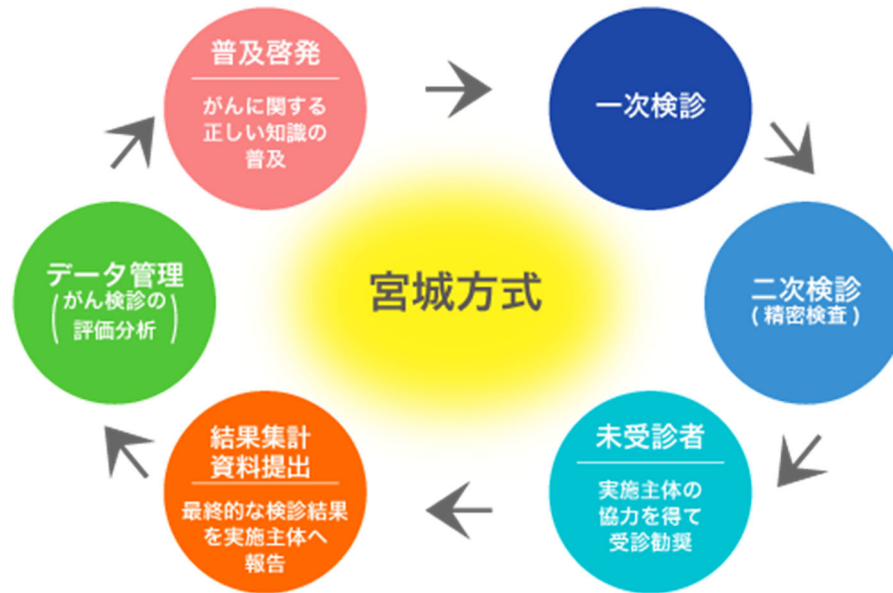 普及啓発
がんに関する
正しい知識の
普及
一次検診
二次検診
(精密検査)
未受診者
実施主体の
協力を得て
受診勧奨
結果集計
資料提出
最終的な検診結果
を実施主体へ
報告
データ管理
(がん検診の
評価分析)
宮城方式